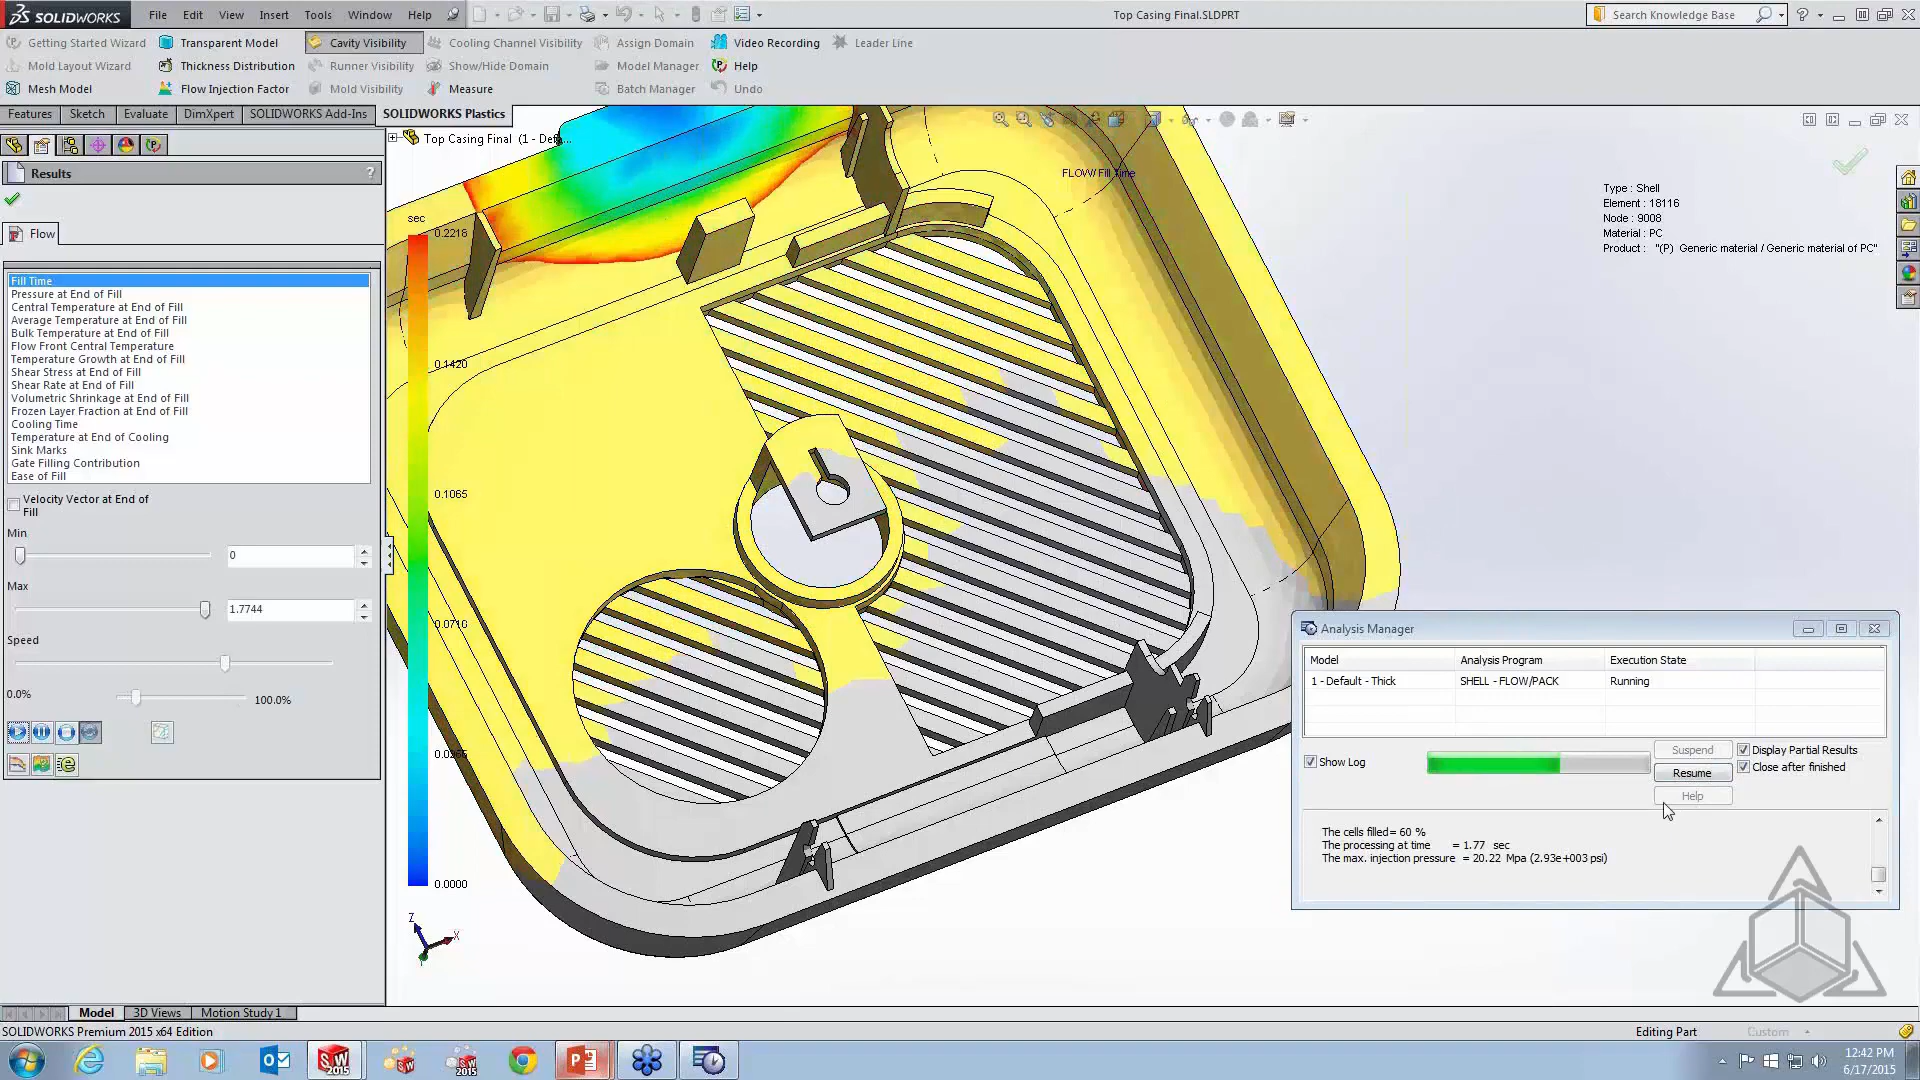 SOLIDWORKS File Edit View Insert Tools Window Help Top Casing Final.SLDPRT Search Knowledge Base
Getting Started Wizard Transparent Model Cavity Visibility Cooling Channel Visibility Assign Domain Video Recording Leader Line
Mold Layout Wizard Thickness Distribution Runner Visibility Show/Hide Domain Model Manager Help
Mesh Model Flow Injection Factor Mold Visibility Measure Batch Manager Undo
Features Sketch Evaluate DimXpert SOLIDWORKS Add-Ins SOLIDWORKS Plastics
Top Casing Final (1 - Defa...
Results ?
Flow
Fill Time
Pressure at End of Fill
Central Temperature at End of Fill
Average Temperature at End of Fill
Bulk Temperature at End of Fill
Flow Front Central Temperature
Temperature Growth at End of Fill
Shear Stress at End of Fill
Shear Rate at End of Fill
Volumetric Shrinkage at End of Fill
Frozen Layer Fraction at End of Fill
Cooling Time
Temperature at End of Cooling
Sink Marks
Gate Filling Contribution
Ease of Fill
Velocity Vector at End of
Fill
Min
0
Max
1.7744
Speed
0.0% 100.0%
sec
0.2218
0.1420
0.1065
0.0710
0.0000
FLOW/ Fill Time
Type : Shell
Element : 18116
Node : 9008
Material : PC
Product : "(P) Generic material / Generic material of PC"
Z
X
Y
Analysis Manager
Model Analysis Program Execution State
1 - Default - Thick SHELL - FLOW/PACK Running
Show Log Suspend Display Partial Results
Resume Close after finished
Help
The cells filled= 60 %
The processing at time = 1.77 sec
The max. injection pressure = 20.22 Mpa (2.93e+003 psi)
Model 3D Views Motion Study 1
SOLIDWORKS Premium 2015 x64 Edition Editing Part Custom
12:42 PM
6/17/2015